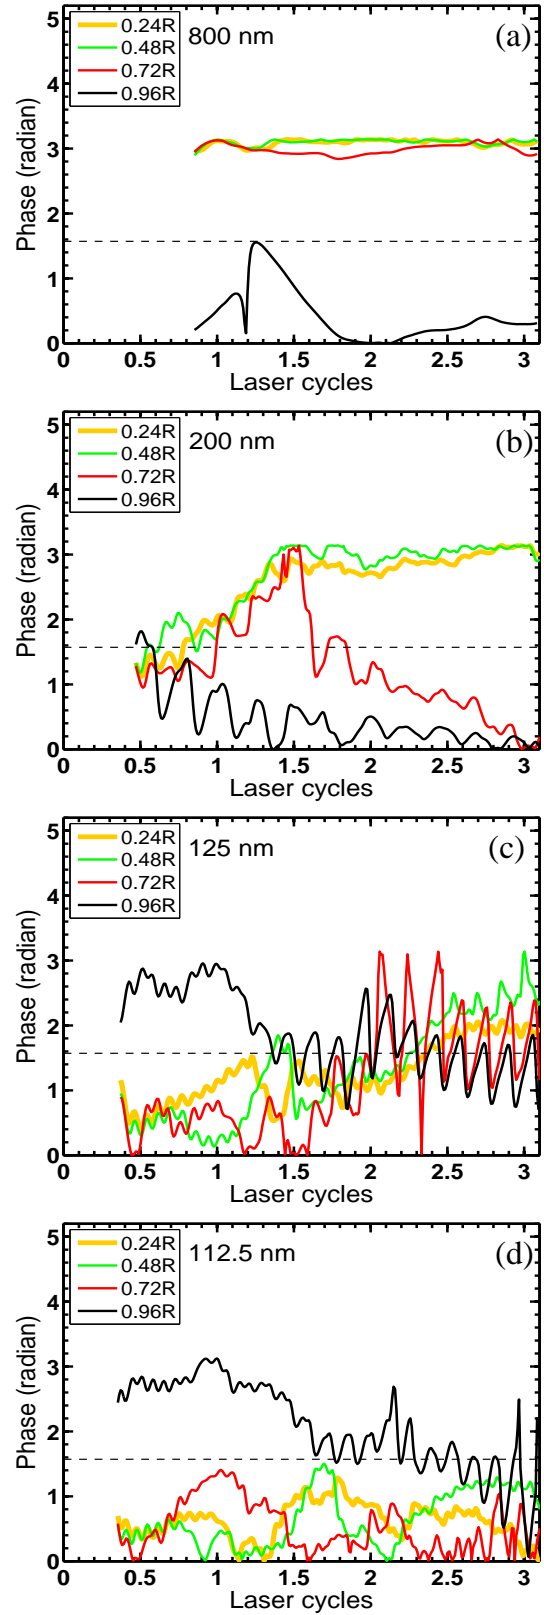 5
4
3
2
1
0
Phase (radian)
0.24R
0.48R
0.72R
0.96R
800 nm
(a)
0 0.5 1 1.5 2 2.5 3
Laser cycles
5
4
3
2
1
0
Phase (radian)
0.24R
0.48R
0.72R
0.96R
200 nm
(b)
0 0.5 1 1.5 2 2.5 3
Laser cycles
5
4
3
2
1
0
Phase (radian)
0.24R
0.48R
0.72R
0.96R
125 nm
(c)
0 0.5 1 1.5 2 2.5 3
Laser cycles
5
4
3
2
1
0
Phase (radian)
0.24R
0.48R
0.72R
0.96R
112.5 nm
(d)
0 0.5 1 1.5 2 2.5 3
Laser cycles